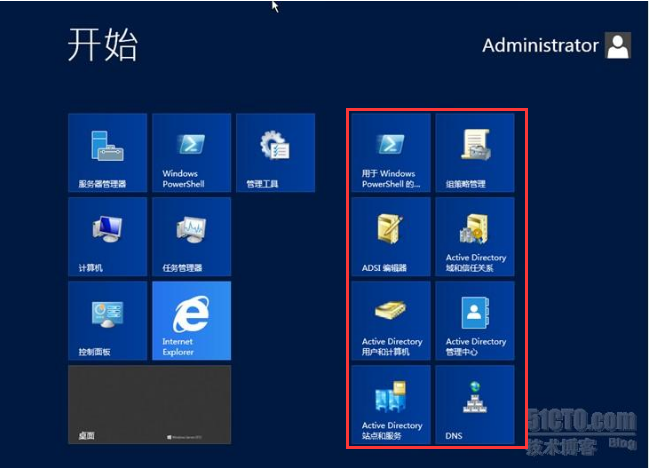 开始
Administrator
服务器管理器
Windows
PowerShell
管理工具
用于 Windows
PowerShell 的...
组策略管理
计算机
任务管理器
ADSI 编辑器
Active Directory
域和信任关系
控制面板
Internet
Explorer
Active Directory
用户和计算机
Active Directory
管理中心
桌面
Windows Server 2012
Active Directory
站点和服务
DNS
51CTO.com
技术博客 Blog